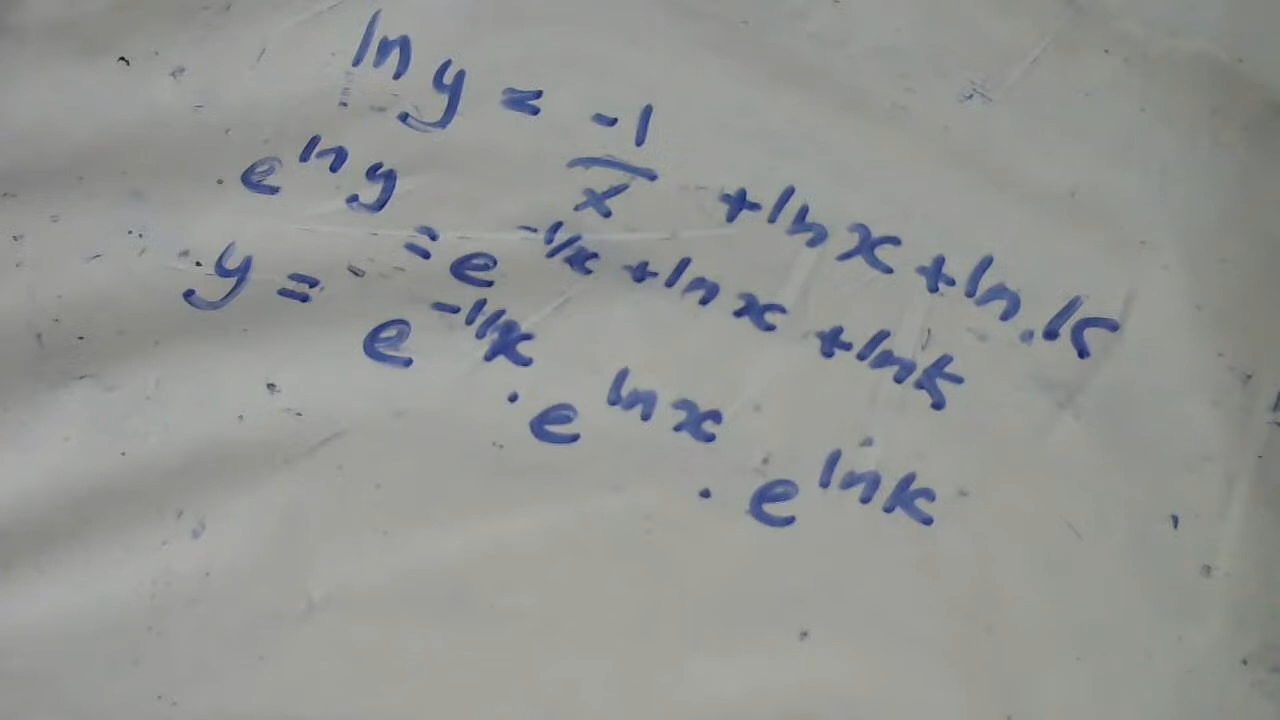 ln y = -1/x + ln x + ln k
e^ln y = e^-1/x + ln x + ln k
y = e^-1/x · e^ln x · e^ln k